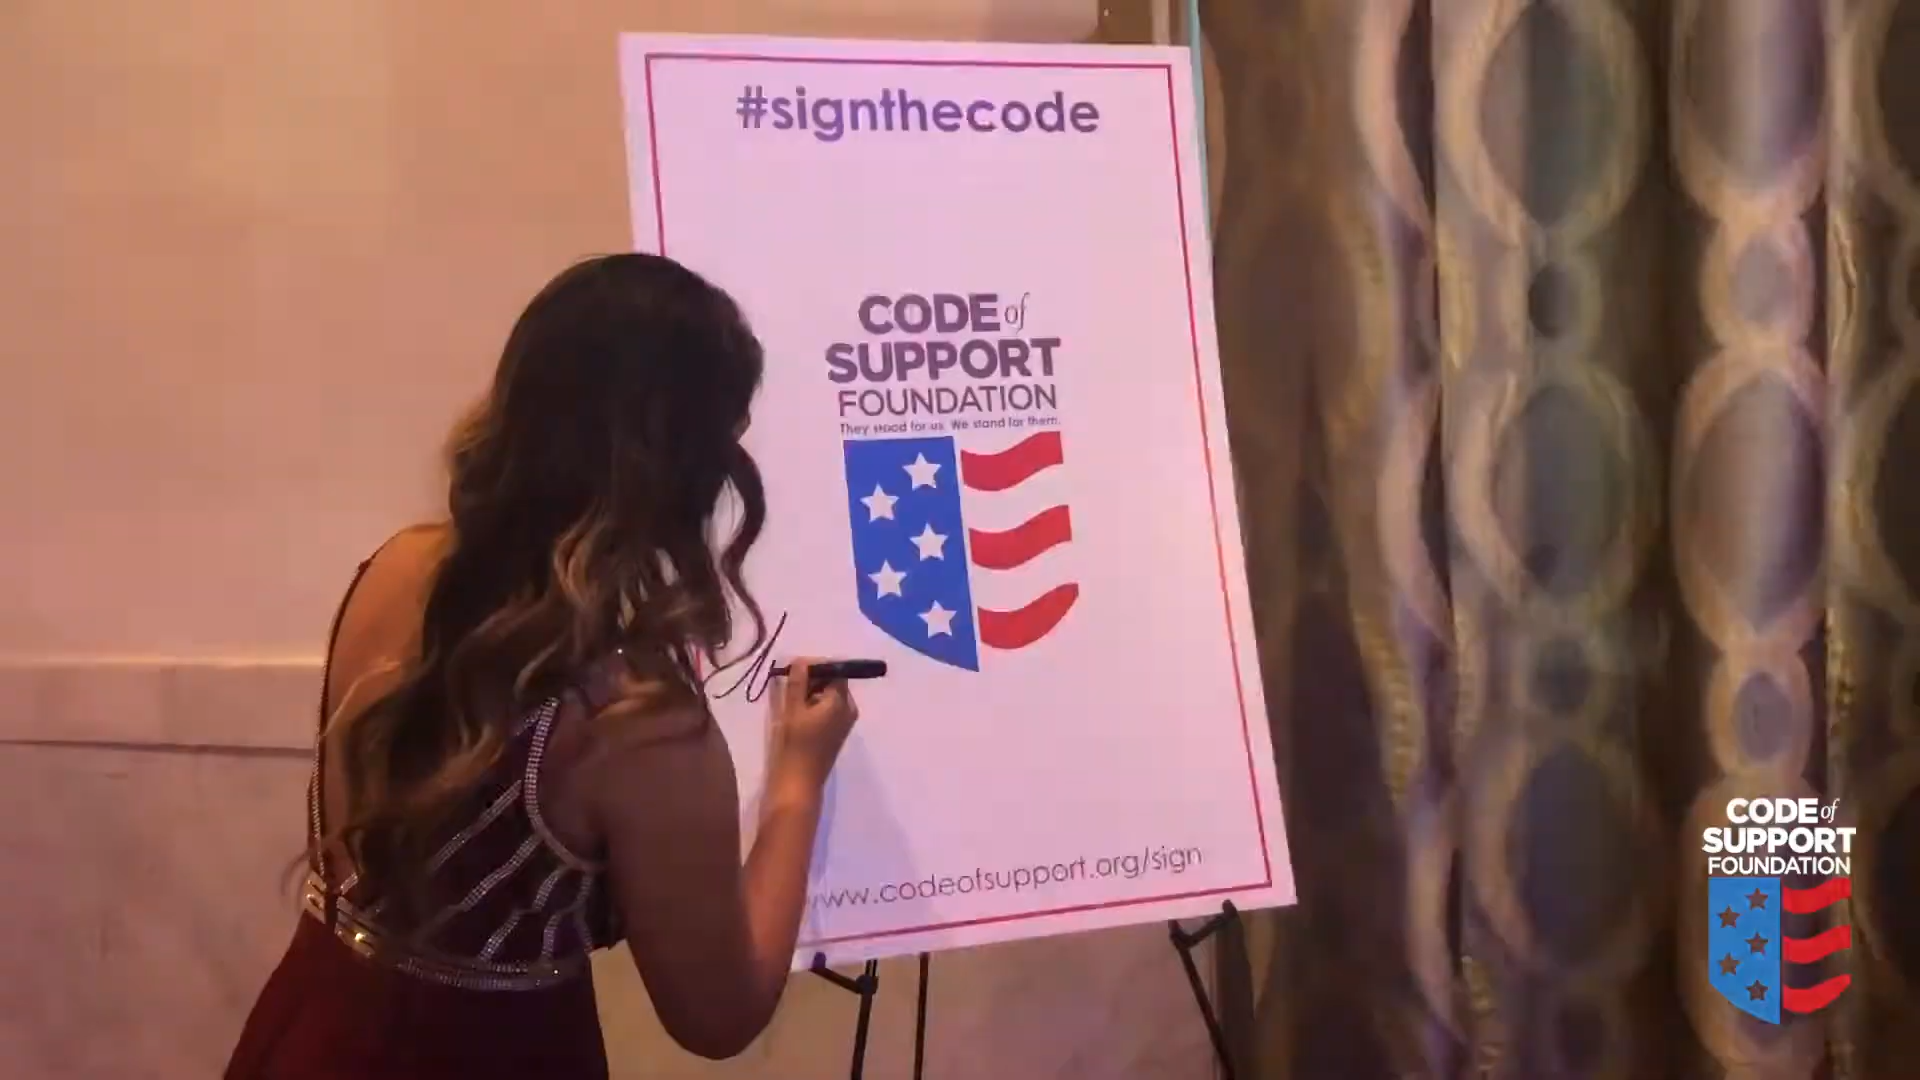 #signthecode
CODE of
SUPPORT
FOUNDATION
They stood for us. We stand for them.
www.codeofsupport.org/sign
CODE of
SUPPORT
FOUNDATION